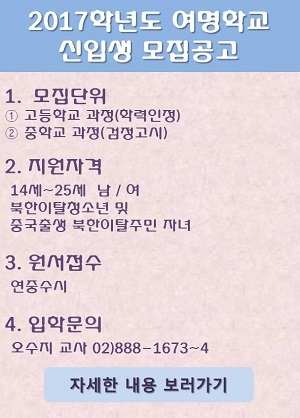 2017학년도 여명학교
신입생 모집공고
1. 모집단위
① 고등학교 과정(학력인정)
② 중학교 과정(검정고시)
2. 지원자격
14세~25세 남 / 여
북한이탈청소년 및
중국출생 북한이탈주민 자녀
3. 원서접수
연중수시
4. 입학문의
오수지 교사 02)888-1673~4
자세한 내용 보러가기